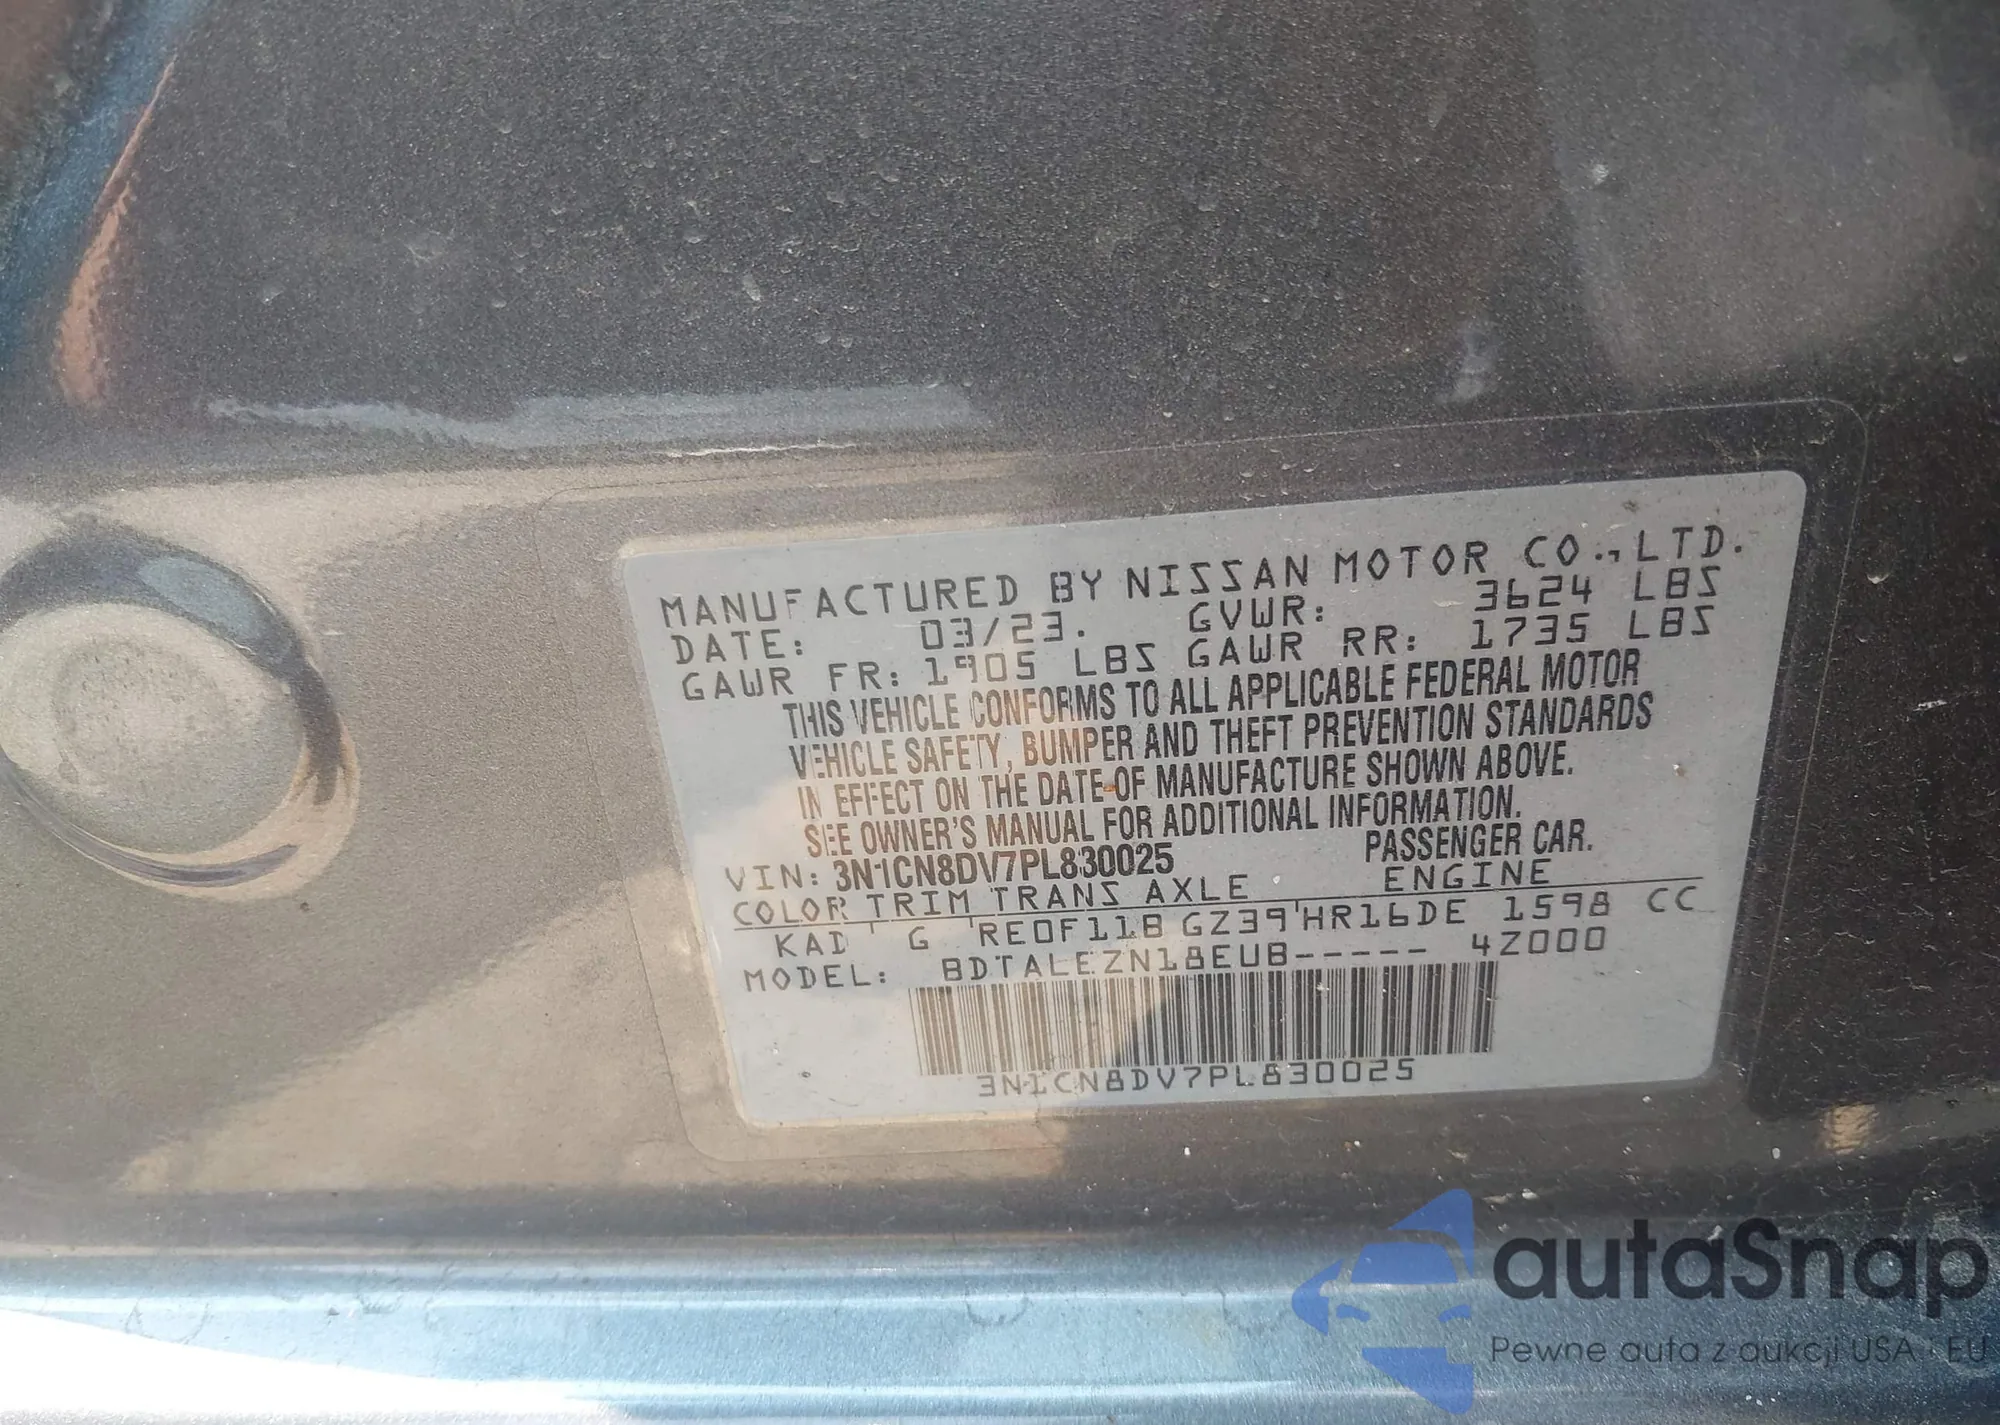 MANUFACTURED BY NISSAN MOTOR CO., LTD.
DATE: 03/23. GVWR: 3624 LBS
GAWR FR: 1905 LBS GAWR RR: 1735 LBS
THIS VEHICLE CONFORMS TO ALL APPLICABLE FEDERAL MOTOR
VEHICLE SAFETY, BUMPER AND THEFT PREVENTION STANDARDS
IN EFFECT ON THE DATE OF MANUFACTURE SHOWN ABOVE.
SEE OWNER'S MANUAL FOR ADDITIONAL INFORMATION.
VIN: 3N1CN8DV7PL830025 PASSENGER CAR.
COLOR TRIM TRANS AXLE ENGINE
KAD G RE0F11B GZ39 HR16DE 1598 CC
MODEL: BDTALEZN18EUB----- 4Z000
3N1CN8DV7PL830025
autaSnap
Pewne auta z aukcji USA i EU